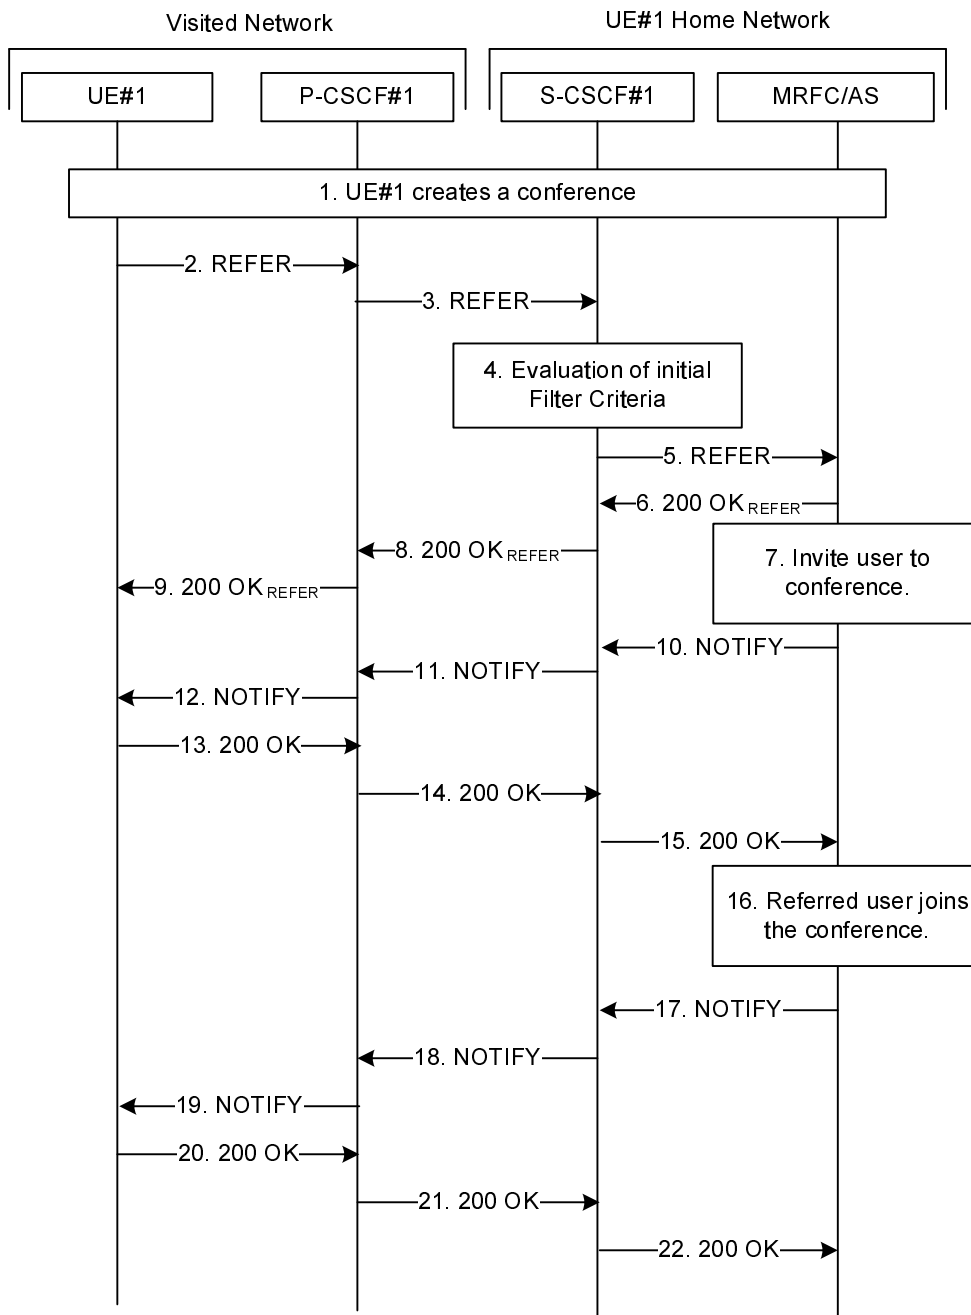 Visited Network
UE#1 Home Network
UE#1
P-CSCF#1
S-CSCF#1
MRFC/AS
1. UE#1 creates a conference
2. REFER
3. REFER
4. Evaluation of initial
Filter Criteria
5. REFER
6. 200 OK REFER
8. 200 OK REFER
7. Invite user to
conference.
9. 200 OK REFER
10. NOTIFY
11. NOTIFY
12. NOTIFY
13. 200 OK
14. 200 OK
15. 200 OK
16. Referred user joins
the conference.
17. NOTIFY
18. NOTIFY
19. NOTIFY
20. 200 OK
21. 200 OK
22. 200 OK